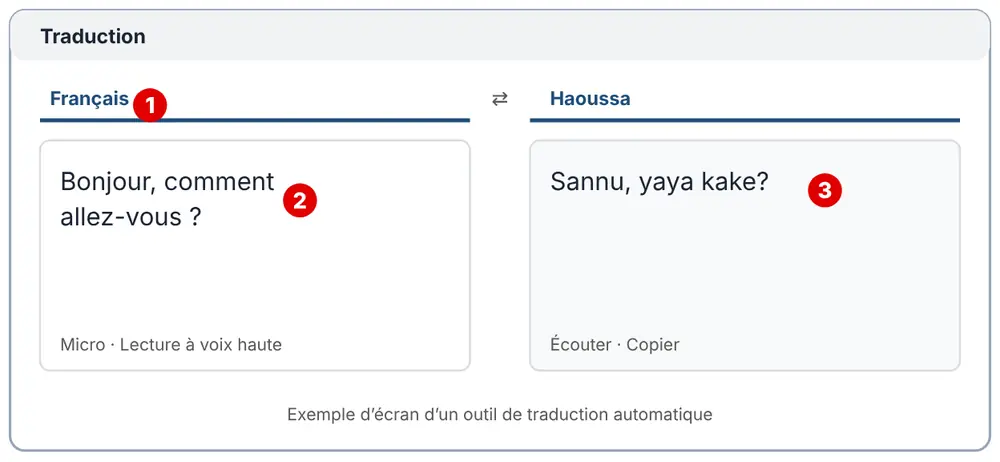 Traduction
Français 1
⇄
Haoussa
Bonjour, comment
allez-vous ?
2
Micro · Lecture à voix haute
Sannu, yaya kake?
3
Écouter · Copier
Exemple d’écran d’un outil de traduction automatique